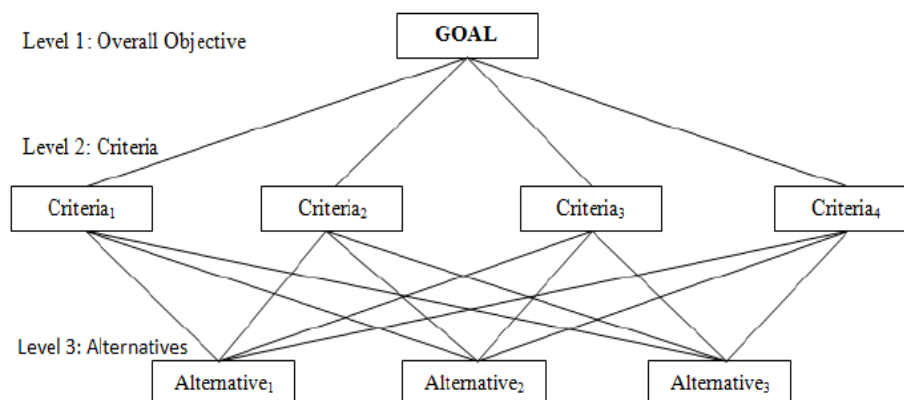 Level 1: Overall Objective
GOAL
Level 2: Criteria
Criteria₁
Criteria₂
Criteria₃
Criteria₄
Level 3: Alternatives
Alternative₁
Alternative₂
Alternative₃